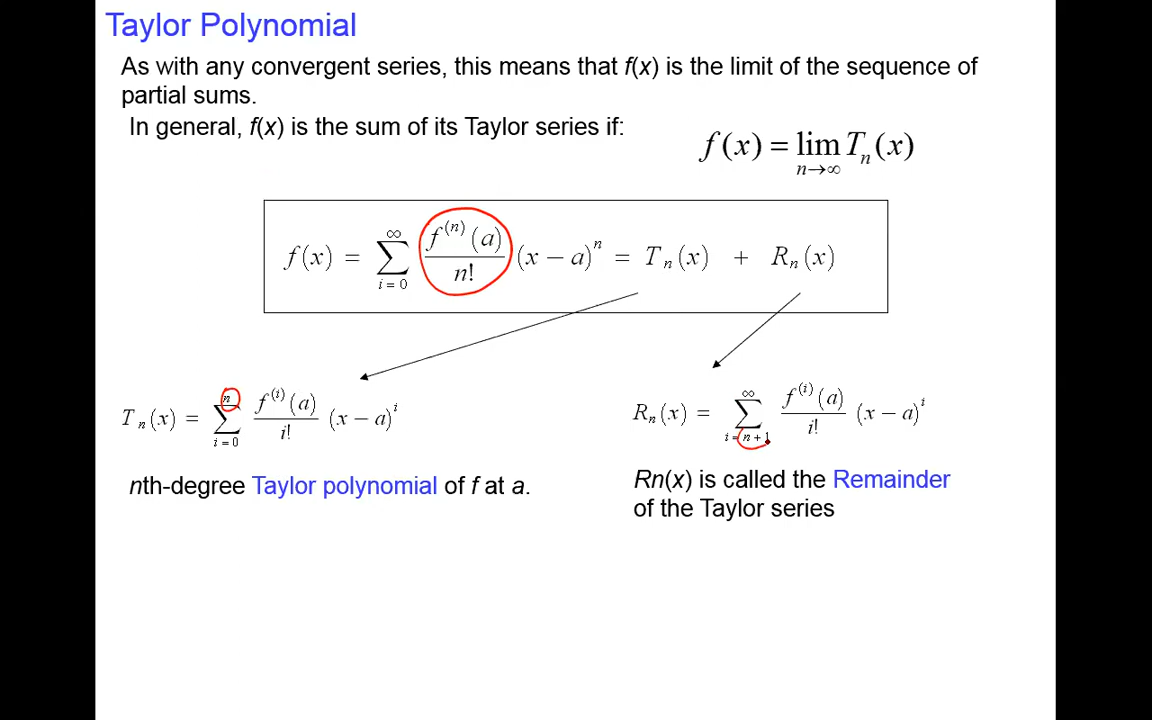 Taylor Polynomial
As with any convergent series, this means that f(x) is the limit of the sequence of
partial sums.
In general, f(x) is the sum of its Taylor series if:
f(x) = lim_{n→∞} T_n(x)
f(x) = ∑_{i=0}^{∞} f^{(n)}(a)/n! (x − a)^n = T_n(x) + R_n(x)
T_n(x) = ∑_{i=0}^{n} f^{(i)}(a)/i! (x − a)^i
R_n(x) = ∑_{i=n+1}^{∞} f^{(i)}(a)/i! (x − a)^i
nth-degree Taylor polynomial of f at a.
Rn(x) is called the Remainder
of the Taylor series